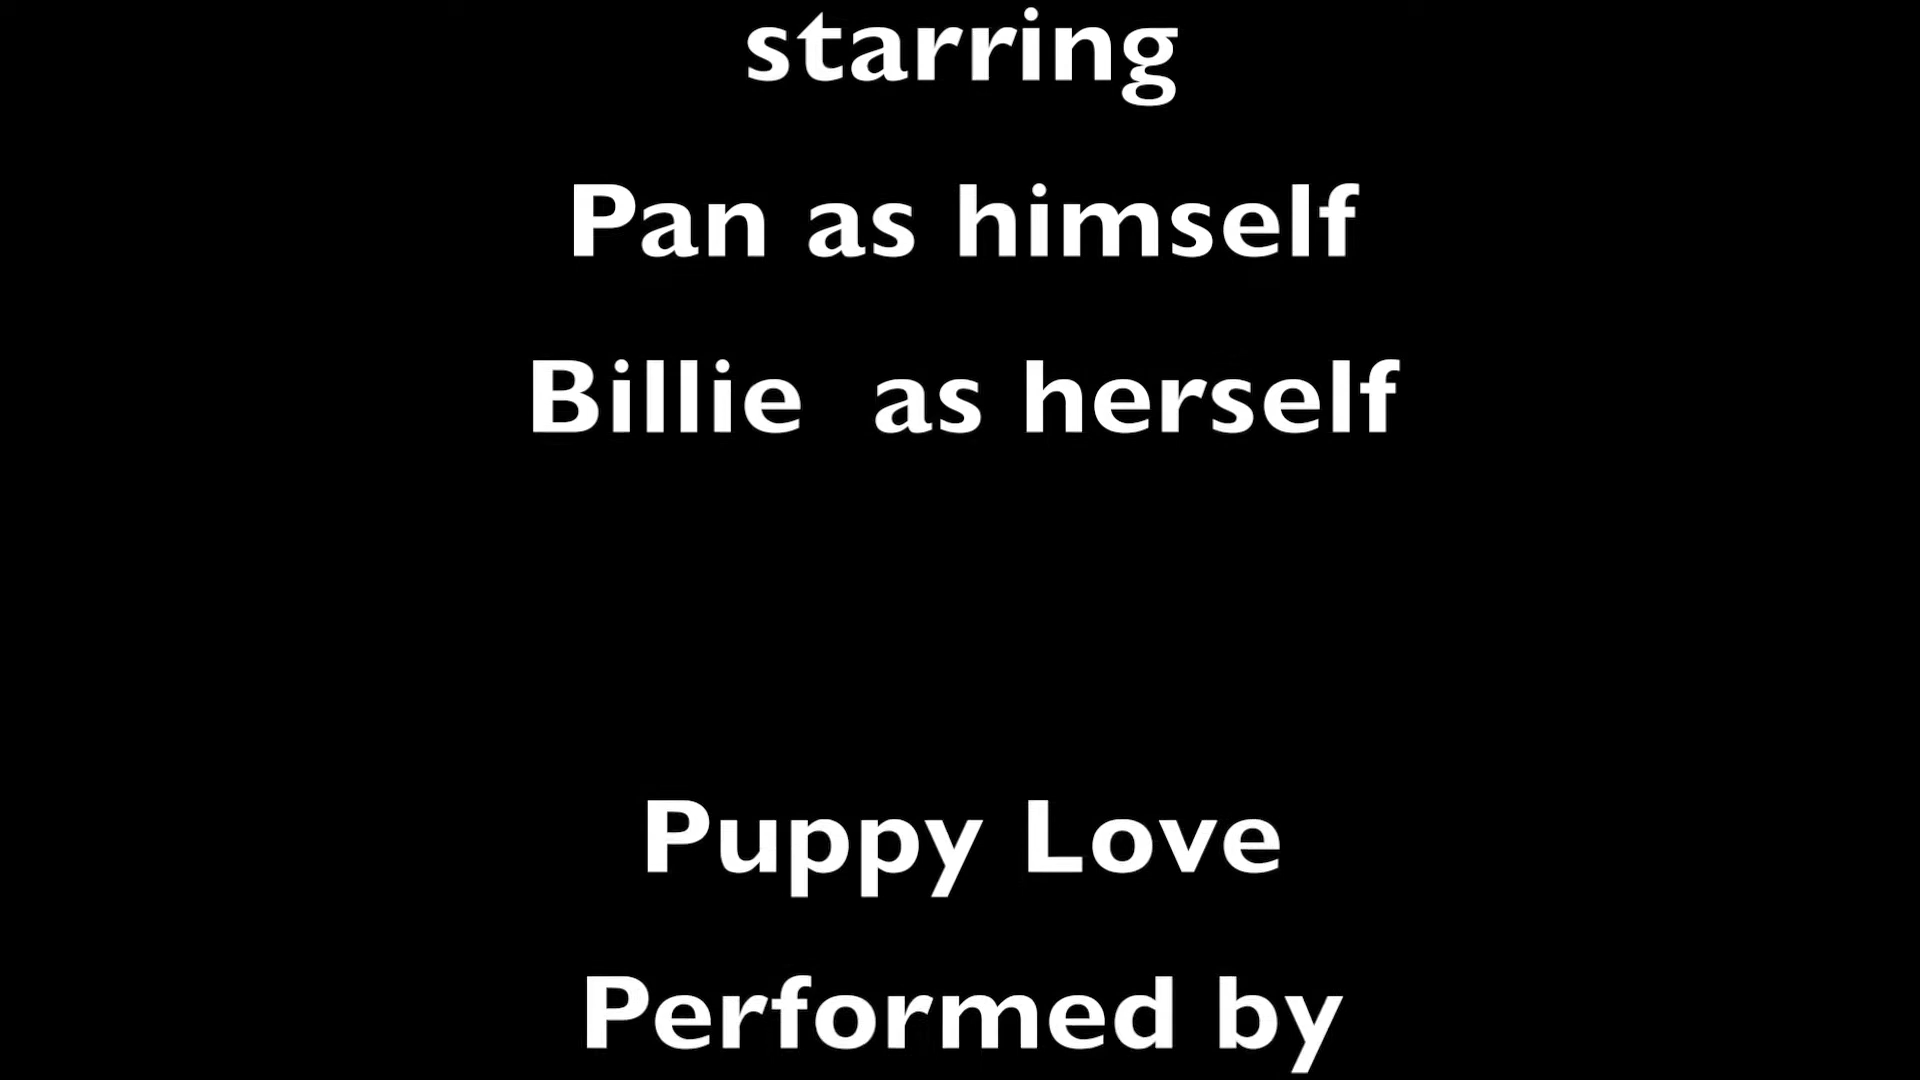 starring
Pan as himself
Billie  as herself
Puppy Love
Performed by